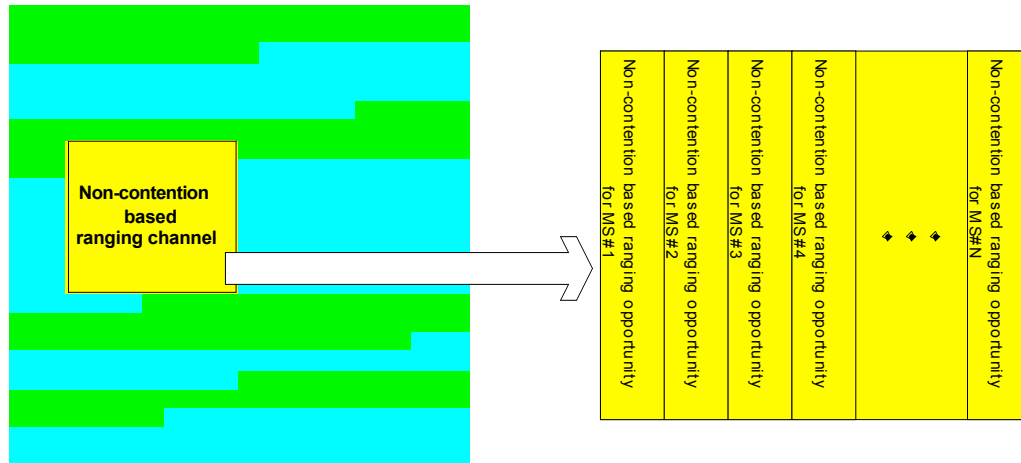 Non-contention
based
ranging channel
Non-contention based ranging opportunity
for MS#1
Non-contention based ranging opportunity
for MS#2
Non-contention based ranging opportunity
for MS#3
Non-contention based ranging opportunity
for MS#4
Non-contention based ranging opportunity
for MS#N